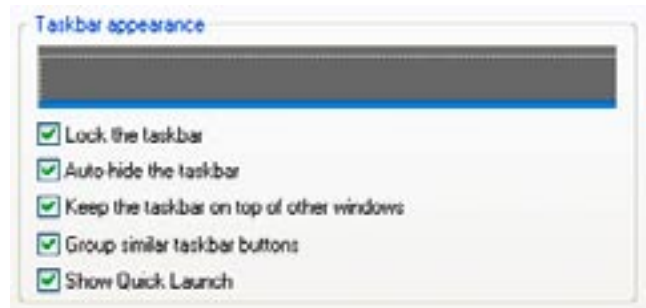 Taskbar appearance
Lock the taskbar
Auto-hide the taskbar
Keep the taskbar on top of other windows
Group similar taskbar buttons
Show Quick Launch